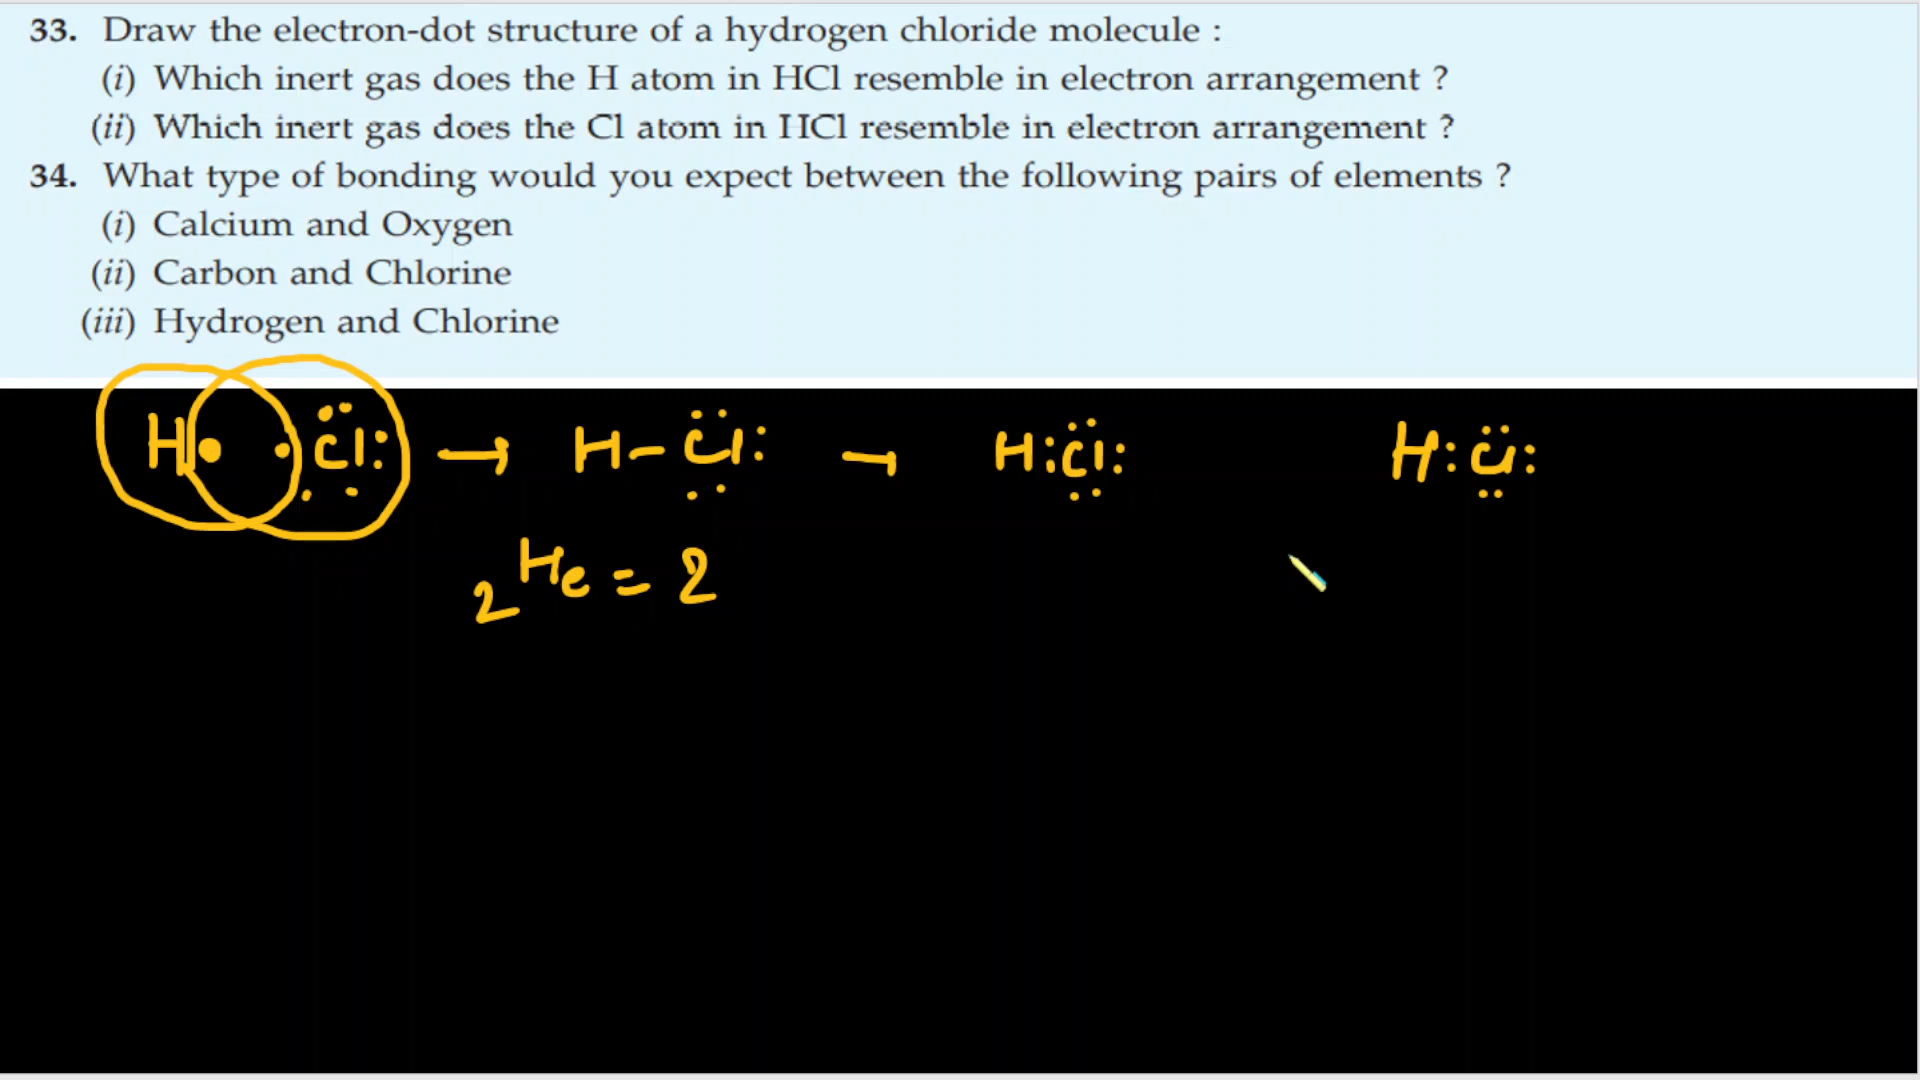 33. Draw the electron-dot structure of a hydrogen chloride molecule :
(i) Which inert gas does the H atom in HCl resemble in electron arrangement ?
(ii) Which inert gas does the Cl atom in HCl resemble in electron arrangement ?
34. What type of bonding would you expect between the following pairs of elements ?
(i) Calcium and Oxygen
(ii) Carbon and Chlorine
(iii) Hydrogen and Chlorine
H• •Cl: → H–Cl: → H:Cl: H:Cl:
2He = 2